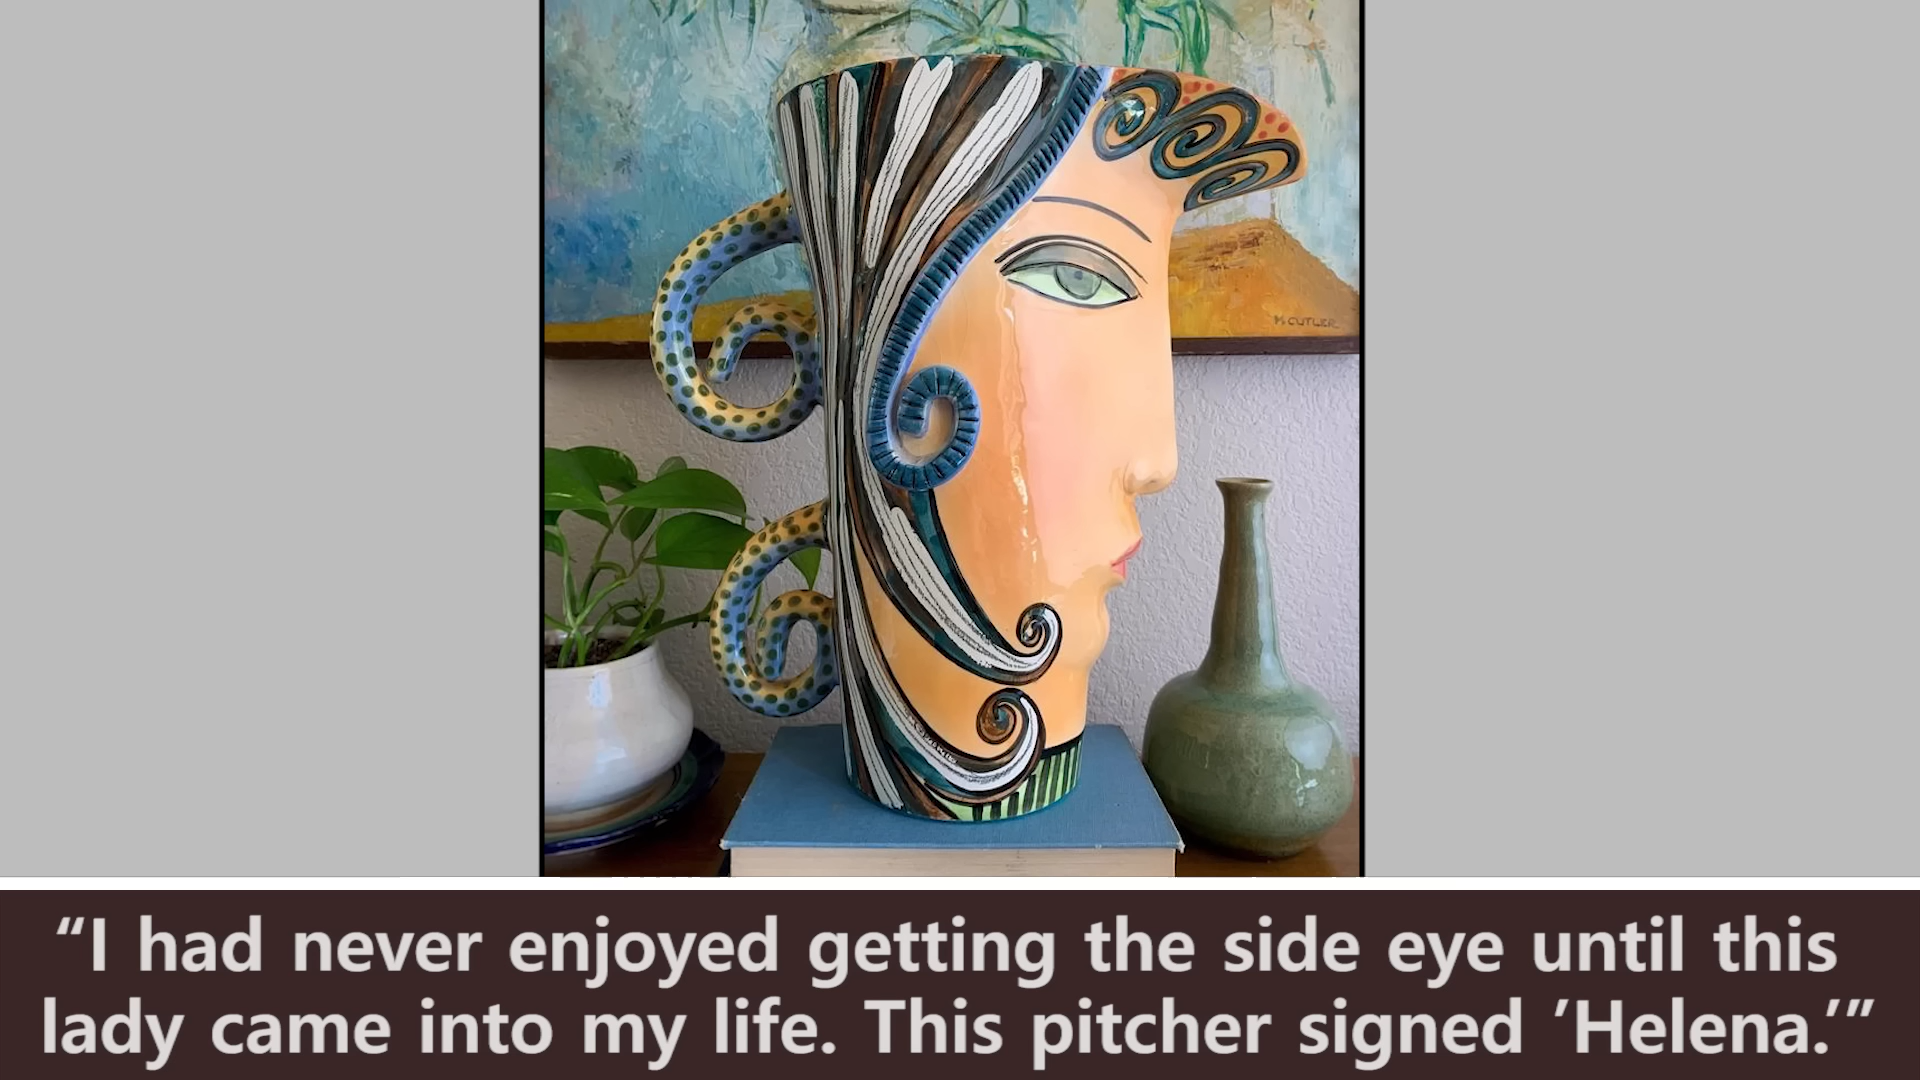 M. CUTLER
“I had never enjoyed getting the side eye until this
lady came into my life. This pitcher signed ’Helena.’”